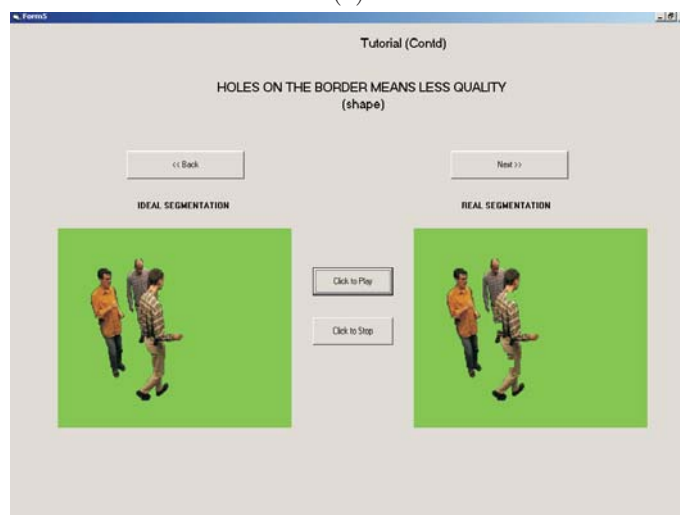 Form5
Tutorial (Contd)
HOLES ON THE BORDER MEANS LESS QUALITY
(shape)
<< Back
Next >>
IDEAL SEGMENTATION
REAL SEGMENTATION
Click to Play
Click to Stop